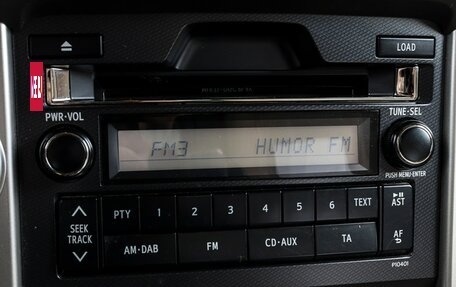 LOAD
PWR·VOL
TUNE·SEL
FM3 HUMOR FM
PUSH MENU·ENTER
SEEK
TRACK
PTY 1 2 3 4 5 6 TEXT
AST
AM·DAB FM CD·AUX TA
AF
P10401